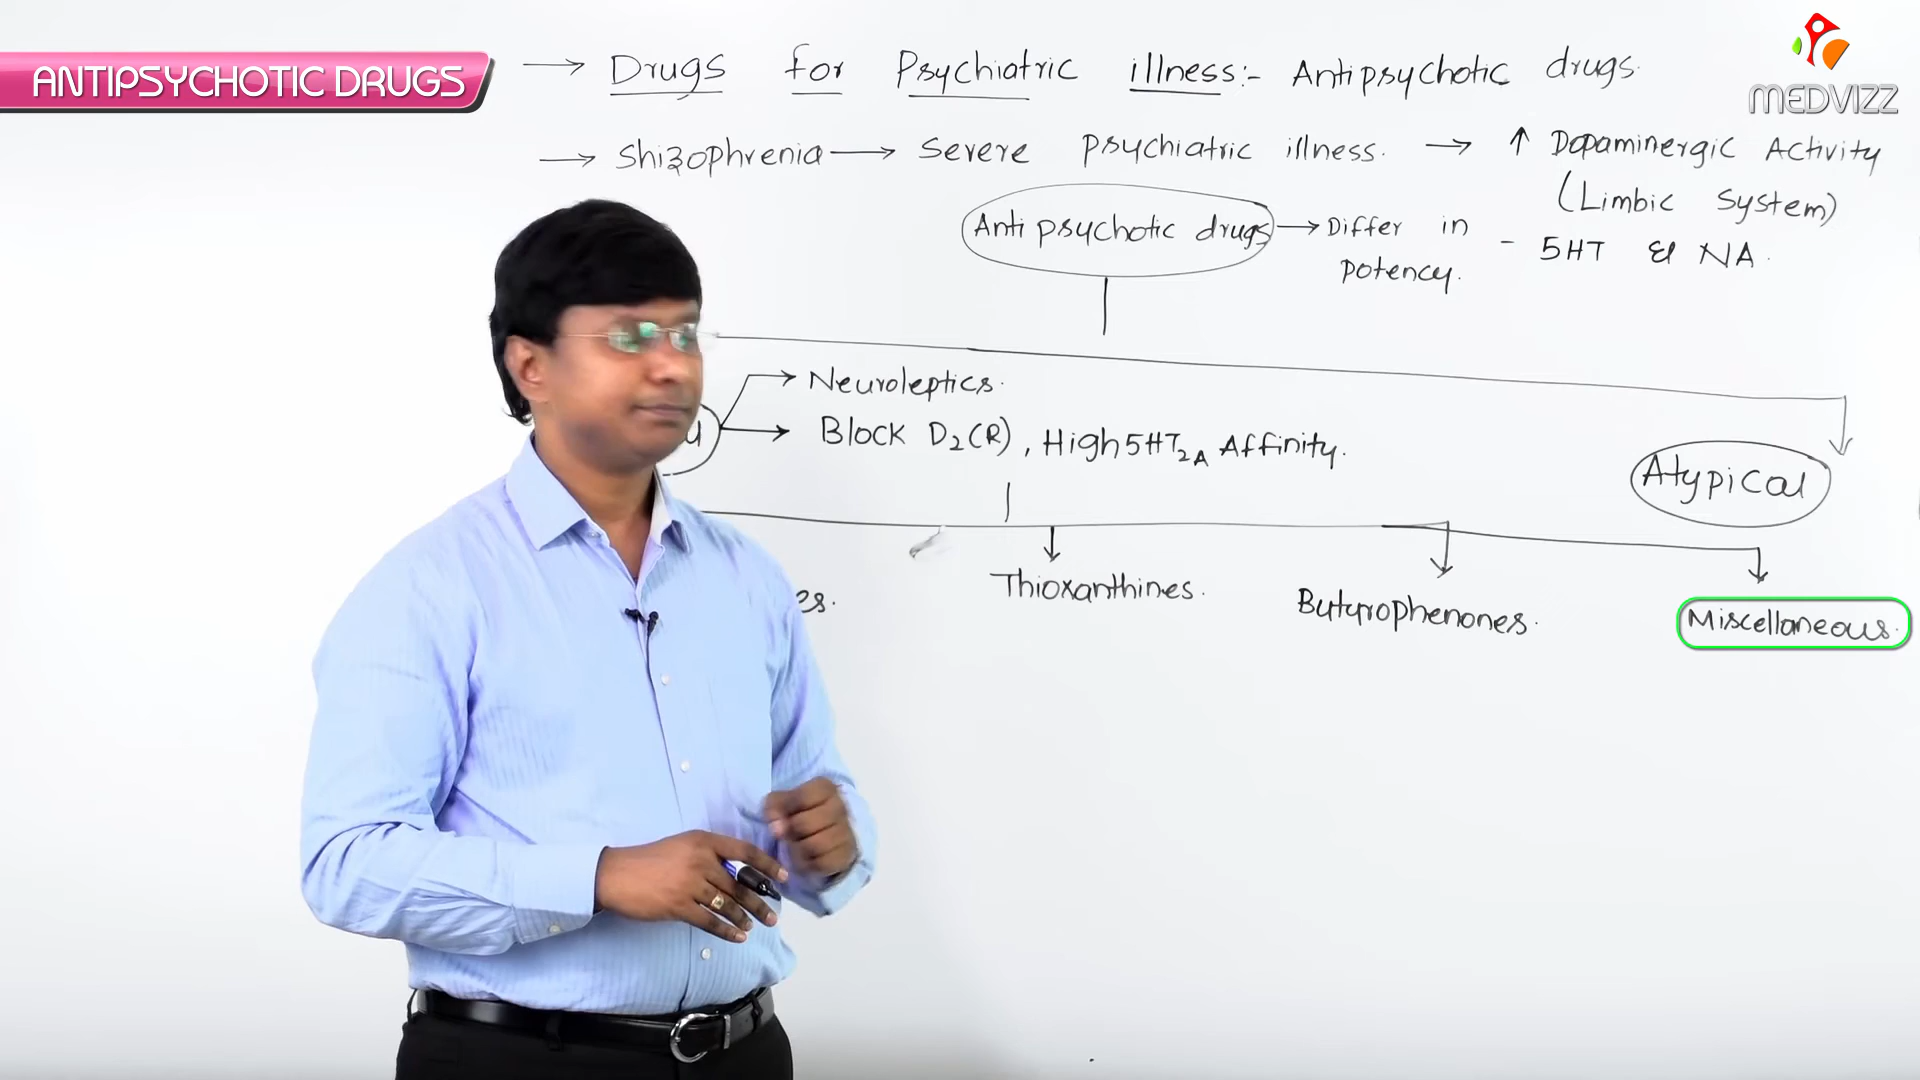 ANTIPSYCHOTIC DRUGS
MEDVIZZ
→ Drugs for Psychiatric illness:- Antipsychotic drugs.
→ Shizophrenia → Severe psychiatric illness. → ↑ Dopaminergic Activity
(Limbic System)
- 5HT & NA.
Anti psychotic drugs → Differ in
potency.
→ Neuroleptics.
→ Block D2(R), High 5HT2A Affinity.
Atypical
Thioxanthines.
Butyrophenones.
Miscellaneous.